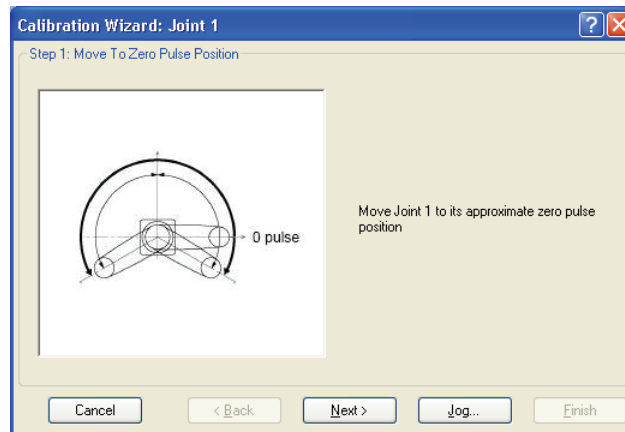 Calibration Wizard: Joint 1
Step 1: Move To Zero Pulse Position
0 pulse
Move Joint 1 to its approximate zero pulse
position
Cancel
< Back
Next >
Jog...
Finish